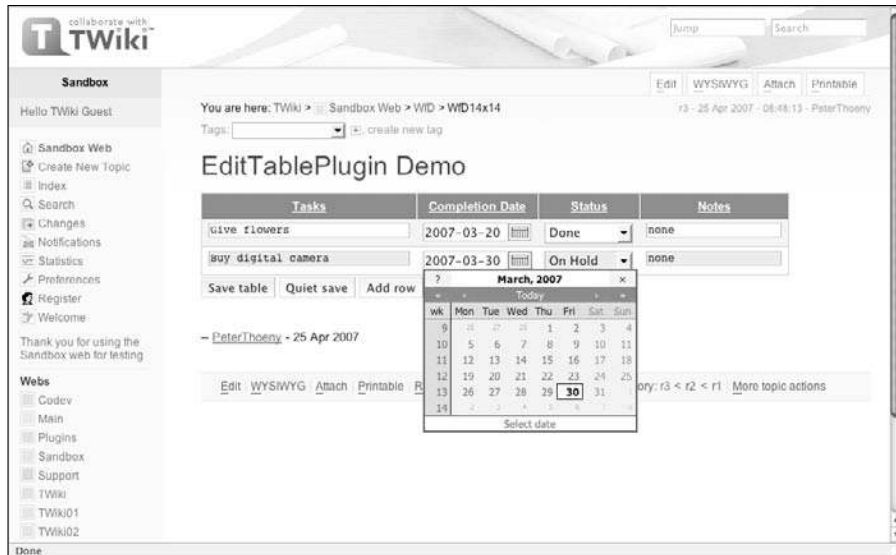 collaborate with
TWiki
Jump
Search
Sandbox
Edit WYSIWYG Attach Printable
Hello TWiki Guest
You are here: TWiki > Sandbox Web > WfD > WfD14x14
r3 - 25 Apr 2007 - 08:48:13 - PeterThoeny
Tags: create new tag
Sandbox Web
Create New Topic
Index
Search
Changes
Notifications
Statistics
Preferences
Register
Welcome
Thank you for using the
Sandbox web for testing
Webs
Codev
Main
Plugins
Sandbox
Support
TWiki
TWiki01
TWiki02
EditTablePlugin Demo
Tasks Completion Date Status Notes
Give flowers 2007-03-20 Done none
Buy digital camera 2007-03-30 On Hold none
Save table Quiet save Add row
? March, 2007 ×
« ‹ Today › »
wk Mon Tue Wed Thu Fri Sat Sun
9 26 27 28 1 2 3 4
10 5 6 7 8 9 10 11
11 12 13 14 15 16 17 18
12 19 20 21 22 23 24 25
13 26 27 28 29 30 31
14
Select date
– PeterThoeny - 25 Apr 2007
Edit WYSIWYG Attach Printable R
ory: r3 < r2 < r1 More topic actions
Done